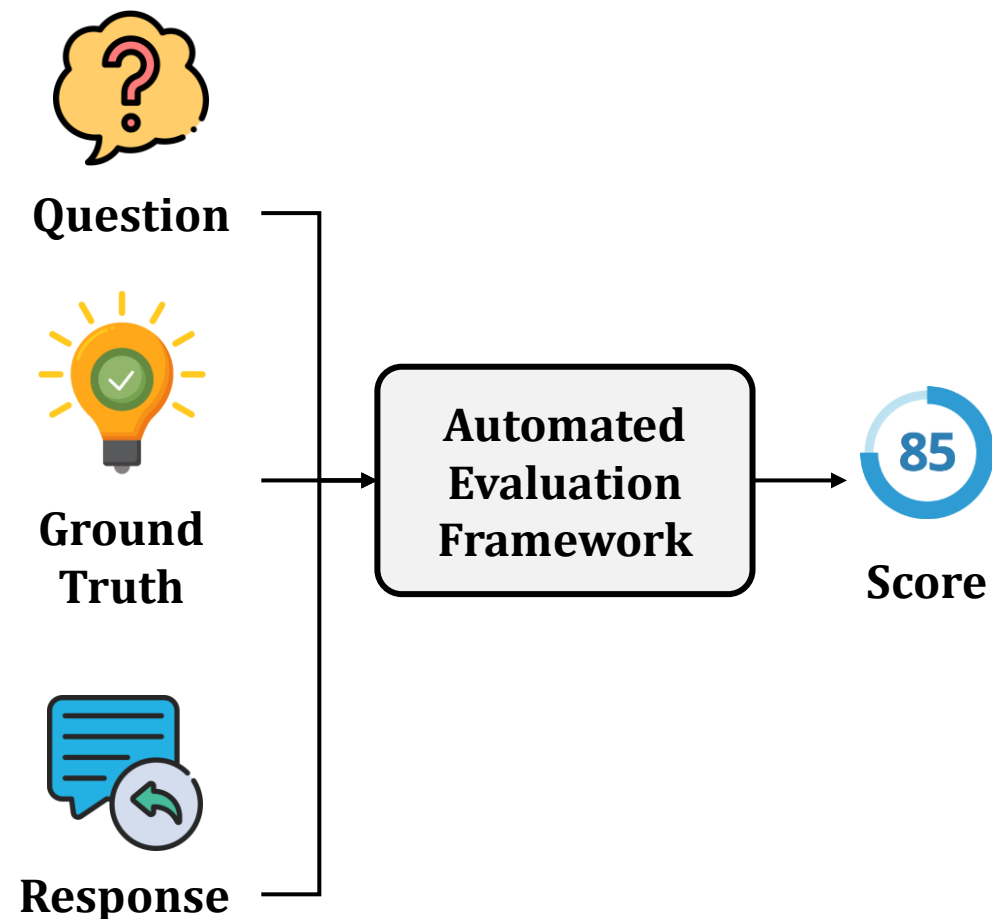 Question
Ground
Truth
Response
Automated
Evaluation
Framework
85
Score